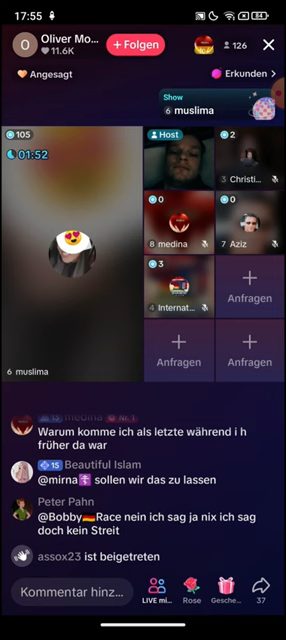 17:55
84
Oliver Mo...
11.6K
+ Folgen
126
Angesagt
Erkunden >
Show
6 muslima
105
01:52
Host
2
3 Christi...
0
8 medina
0
7 Aziz
3
4 Internat...
Anfragen
Anfragen
Anfragen
6 muslima
medina
Warum komme ich als letzte während i h
früher da war
15 Beautiful Islam
@mirna sollen wir das zu lassen
Peter Pahn
@Bobby🇩🇪Race nein ich sag ja nix ich sag
doch kein Streit
assox23 ist beigetreten
Kommentar hinz...
LIVE mi...
Rose
Gesche...
37